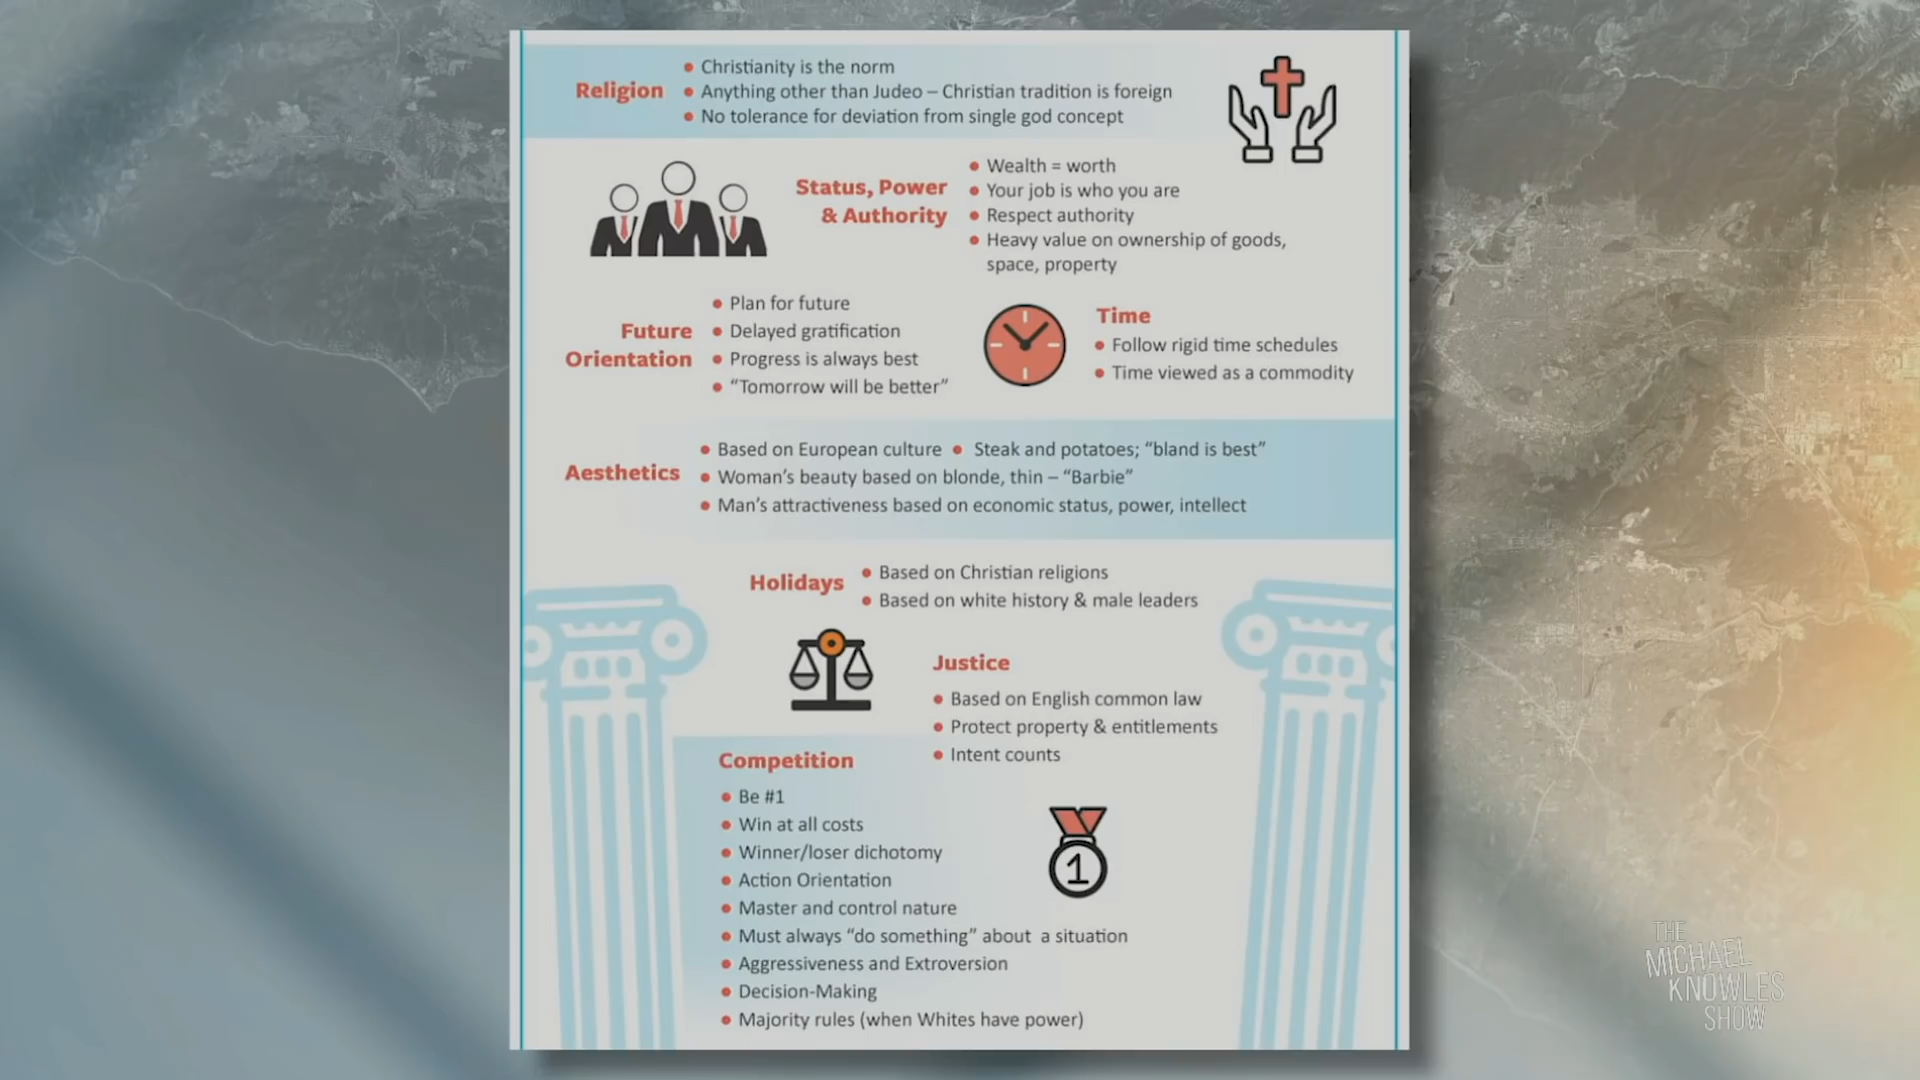 Religion
Christianity is the norm
Anything other than Judeo – Christian tradition is foreign
No tolerance for deviation from single god concept
Status, Power
& Authority
Wealth = worth
Your job is who you are
Respect authority
Heavy value on ownership of goods,
space, property
Future
Orientation
Plan for future
Delayed gratification
Progress is always best
“Tomorrow will be better”
Time
Follow rigid time schedules
Time viewed as a commodity
Aesthetics
Based on European culture
Steak and potatoes; “bland is best”
Woman’s beauty based on blonde, thin – “Barbie”
Man’s attractiveness based on economic status, power, intellect
Holidays
Based on Christian religions
Based on white history & male leaders
Justice
Based on English common law
Protect property & entitlements
Intent counts
Competition
Be #1
Win at all costs
Winner/loser dichotomy
Action Orientation
Master and control nature
Must always “do something” about a situation
Aggressiveness and Extroversion
Decision-Making
Majority rules (when Whites have power)
1
THE
MICHAEL
KNOWLES
SHOW